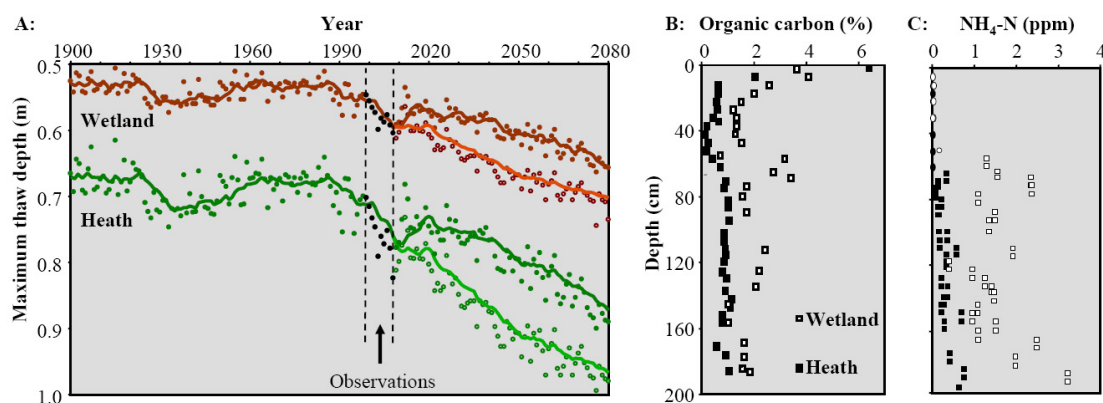 A: Year
1900 1930 1960 1990 2020 2050 2080
Maximum thaw depth (m)
0.5
0.6
0.7
0.8
0.9
1.0
Wetland
Heath
Observations
B: Organic carbon (%)
0 2 4 6
Depth (cm)
0
40
80
120
160
200
Wetland
Heath
C: NH4-N (ppm)
0 1 2 3 4